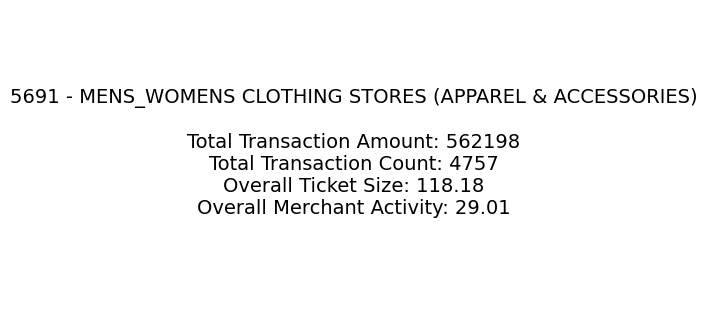 5691 - MENS_WOMENS CLOTHING STORES (APPAREL & ACCESSORIES)
Total Transaction Amount: 562198
Total Transaction Count: 4757
Overall Ticket Size: 118.18
Overall Merchant Activity: 29.01